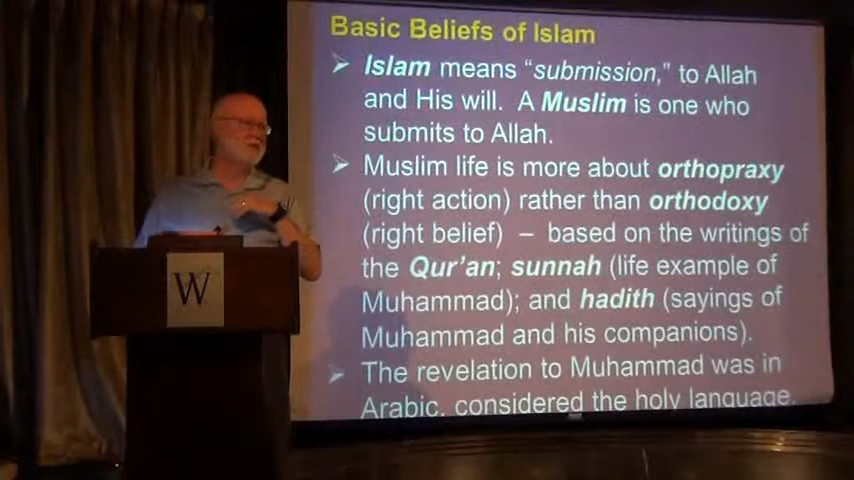 Basic Beliefs of Islam
➢ Islam means "submission," to Allah
and His will. A Muslim is one who
submits to Allah.
➢ Muslim life is more about orthopraxy
(right action) rather than orthodoxy
(right belief) – based on the writings of
the Qur'an; sunnah (life example of
Muhammad); and hadith (sayings of
Muhammad and his companions).
➢ The revelation to Muhammad was in
Arabic, considered the holy language.
W